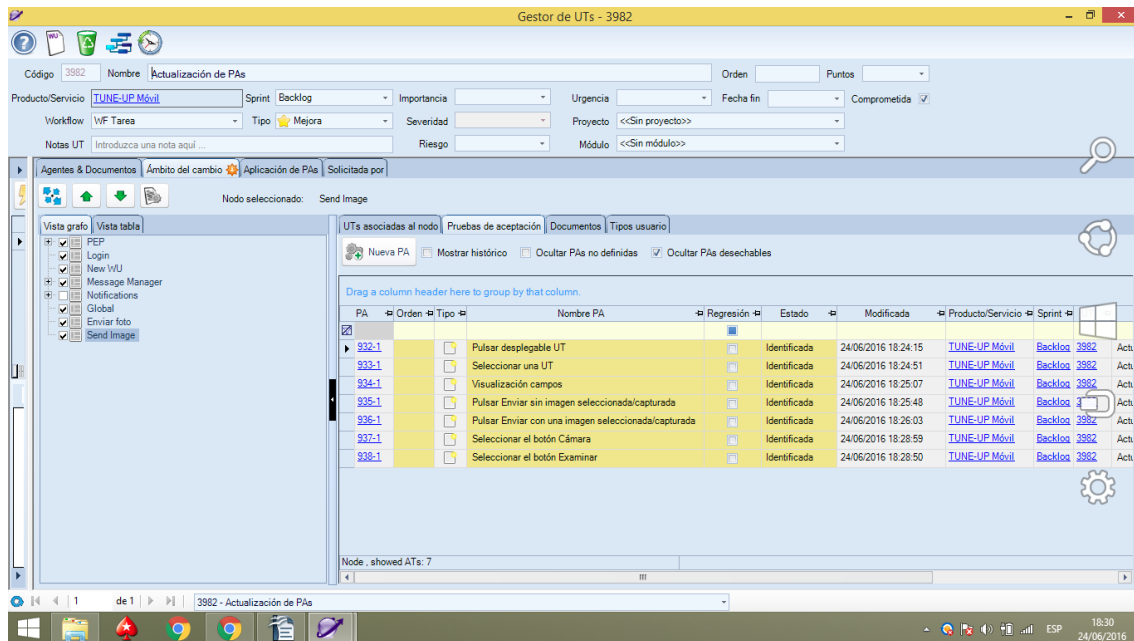 Gestor de UTs - 3982
WU
Código 3982 Nombre Actualización de PAs Orden Puntos
Producto/Servicio TUNE-UP Móvil Sprint Backlog Importancia Urgencia Fecha fin Comprometida
Workflow WF Tarea Tipo Mejora Severidad Proyecto <<Sin proyecto>>
Notas UT Introduzca una nota aquí ... Riesgo Módulo <<Sin módulo>>
Agentes & Documentos Ámbito del cambio Aplicación de PAs Solicitada por
Nodo seleccionado: Send Image
Vista grafo Vista tabla
PEP
Login
New WU
Message Manager
Notifications
Global
Enviar foto
Send Image
UTs asociadas al nodo Pruebas de aceptación Documentos Tipos usuario
Nueva PA Mostrar histórico Ocultar PAs no definidas Ocultar PAs desechables
Drag a column header here to group by that column.
PA Orden Tipo Nombre PA Regresión Estado Modificada Producto/Servicio Sprint
932-1 Pulsar desplegable UT Identificada 24/06/2016 18:24:15 TUNE-UP Móvil Backlog 3982 Actu
933-1 Seleccionar una UT Identificada 24/06/2016 18:24:51 TUNE-UP Móvil Backlog 3982 Actu
934-1 Visualización campos Identificada 24/06/2016 18:25:07 TUNE-UP Móvil Backlog 3982 Actu
935-1 Pulsar Enviar sin imagen seleccionada/capturada Identificada 24/06/2016 18:25:48 TUNE-UP Móvil Backlog Actu
936-1 Pulsar Enviar con una imagen seleccionada/capturada Identificada 24/06/2016 18:26:03 TUNE-UP Móvil Backlog 3982 Actu
937-1 Seleccionar el botón Cámara Identificada 24/06/2016 18:28:59 TUNE-UP Móvil Backlog 3982 Actu
938-1 Seleccionar el botón Examinar Identificada 24/06/2016 18:28:50 TUNE-UP Móvil Backlog 3982 Actu
Node , showed ATs: 7
1 de 1 3982 - Actualización de PAs
ESP 18:30
24/06/2016